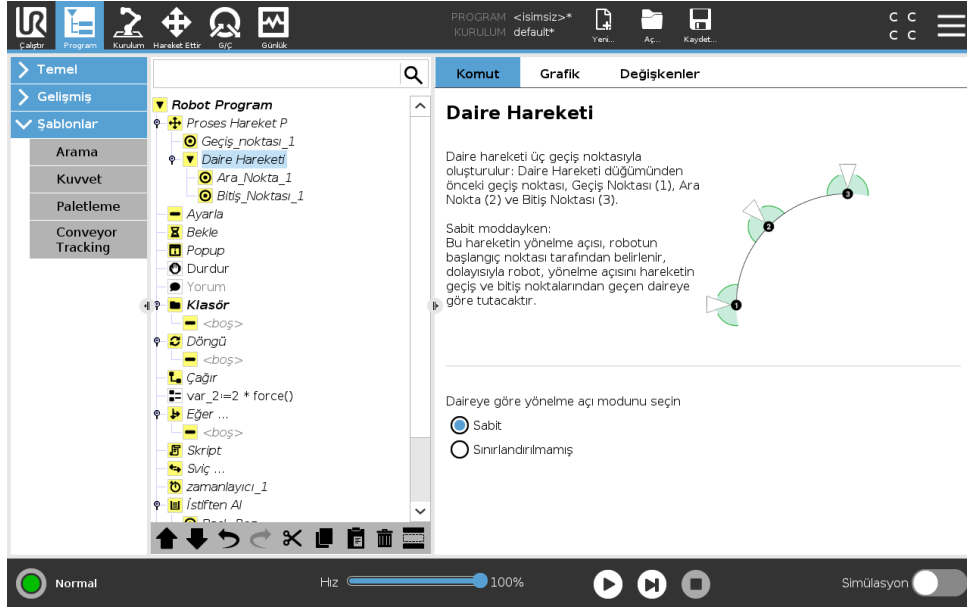 PROGRAM <isimsiz>*
KURULUM default*
Yeni...
Aç...
Kaydet...
C C
C C
Çalıştır
Program
Kurulum
Hareket Ettir
G/Ç
Günlük
Temel
Gelişmiş
Şablonlar
Arama
Kuvvet
Paletleme
Conveyor
Tracking
Robot Program
Proses Hareket P
Geçiş_noktası_1
Daire Hareketi
Ara_Nokta_1
Bitiş_Noktası_1
Ayarla
Bekle
Popup
Durdur
Yorum
Klasör
<boş>
Döngü
<boş>
Çağır
var_2≔2 * force()
Eğer ...
<boş>
Skript
Sviç ...
zamanlayıcı_1
İstiften Al
Komut
Grafik
Değişkenler
Daire Hareketi
Daire hareketi üç geçiş noktasıyla
oluşturulur: Daire Hareketi düğümünden
önceki geçiş noktası, Geçiş Noktası (1), Ara
Nokta (2) ve Bitiş Noktası (3).
Sabit moddayken:
Bu hareketin yönelme açısı, robotun
başlangıç noktası tarafından belirlenir,
dolayısıyla robot, yönelme açısını hareketin
geçiş ve bitiş noktalarından geçen daireye
göre tutacaktır.
3
2
1
Daireye göre yönelme açı modunu seçin
Sabit
Sınırlandırılmamış
Normal
Hız
100%
Simülasyon